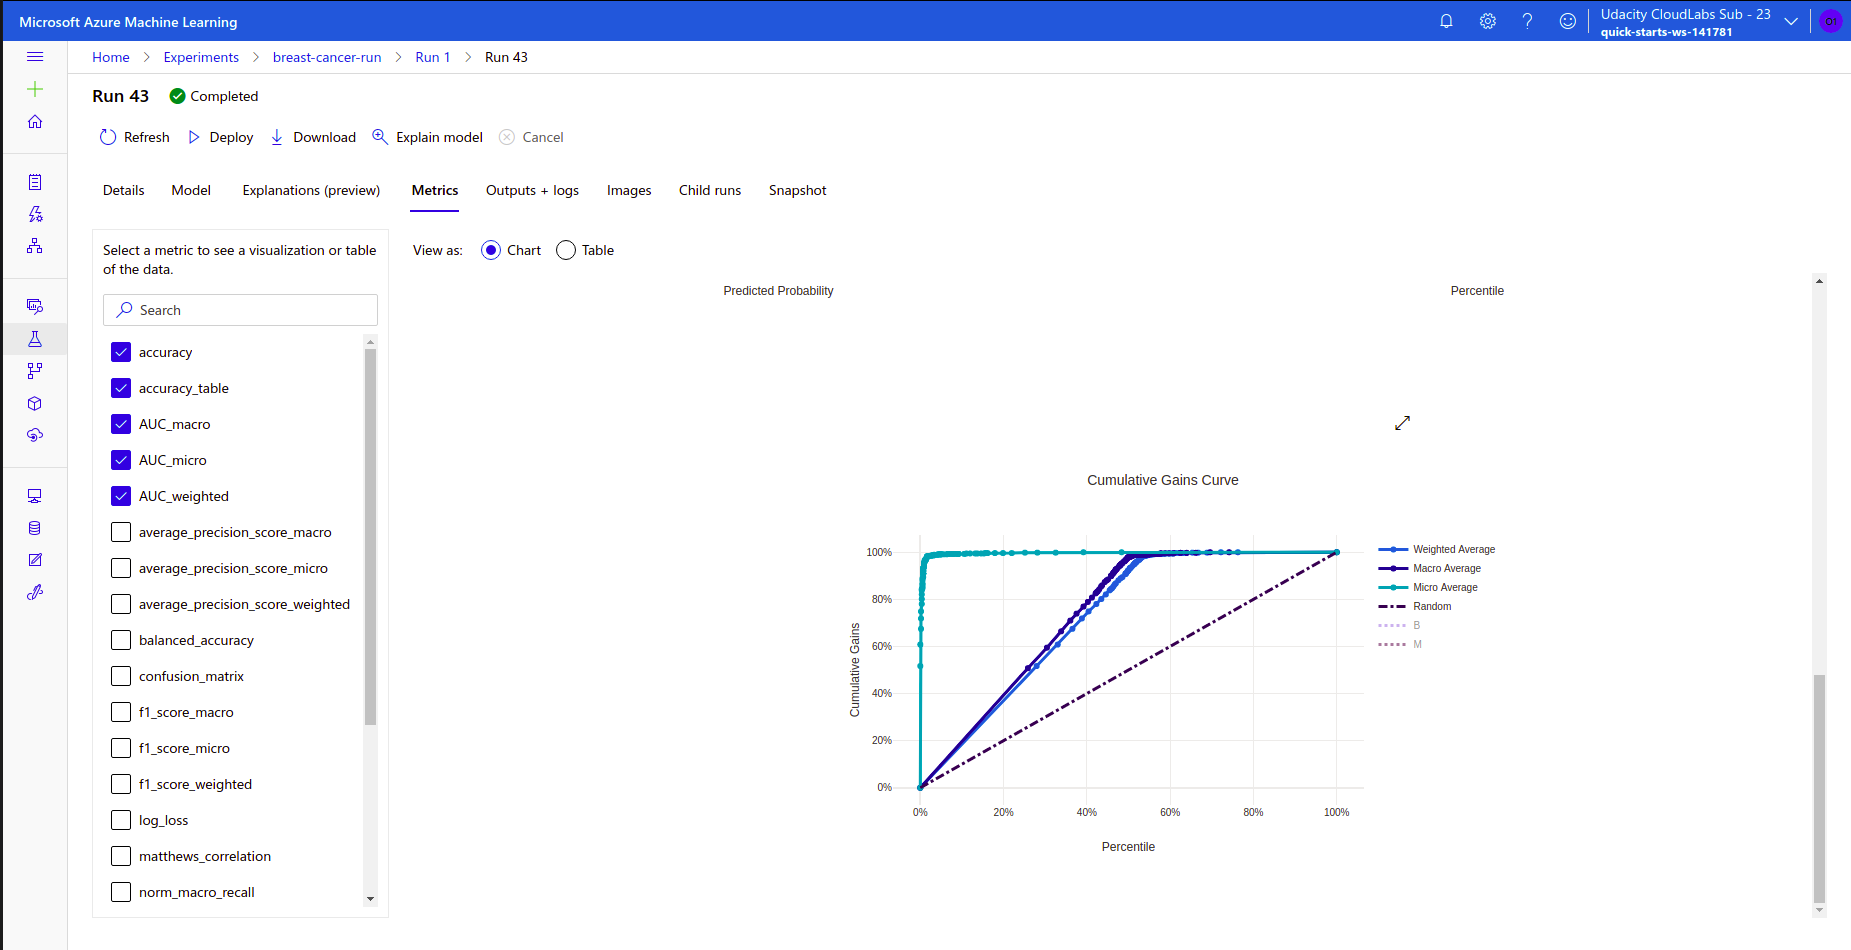 Microsoft Azure Machine Learning
Udacity CloudLabs Sub - 23
quick-starts-ws-141781
01
Home > Experiments > breast-cancer-run > Run 1 > Run 43
Run 43 Completed
Refresh Deploy Download Explain model Cancel
Details Model Explanations (preview) Metrics Outputs + logs Images Child runs Snapshot
Select a metric to see a visualization or table
of the data.
Search
accuracy
accuracy_table
AUC_macro
AUC_micro
AUC_weighted
average_precision_score_macro
average_precision_score_micro
average_precision_score_weighted
balanced_accuracy
confusion_matrix
f1_score_macro
f1_score_micro
f1_score_weighted
log_loss
matthews_correlation
norm_macro_recall
View as: Chart Table
Predicted Probability
Percentile
Cumulative Gains Curve
100%
80%
60%
40%
20%
0%
Cumulative Gains
0% 20% 40% 60% 80% 100%
Percentile
Weighted Average
Macro Average
Micro Average
Random
B
M